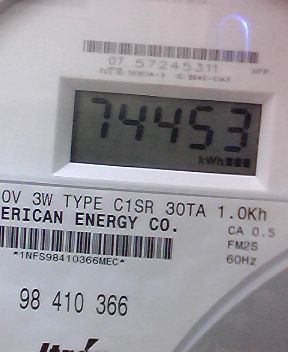 07 57245311
74453
kWh
0V 3W TYPE C1SR 30TA 1.0Kh
ERICAN ENERGY CO.
CA 0.5
FM2S
60Hz
*1NFS98410366MEC*
98 410 366